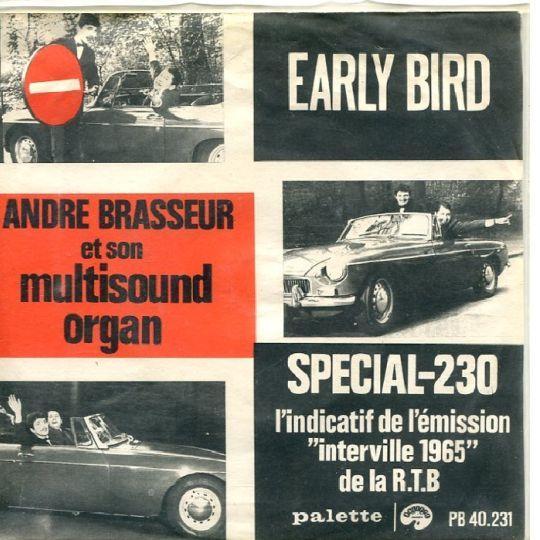 EARLY BIRD
ANDRE BRASSEUR
et son
multisound
organ
SPECIAL-230
l'indicatif de l'émission
"interville 1965"
de la R.T.B
palette
PB 40.231